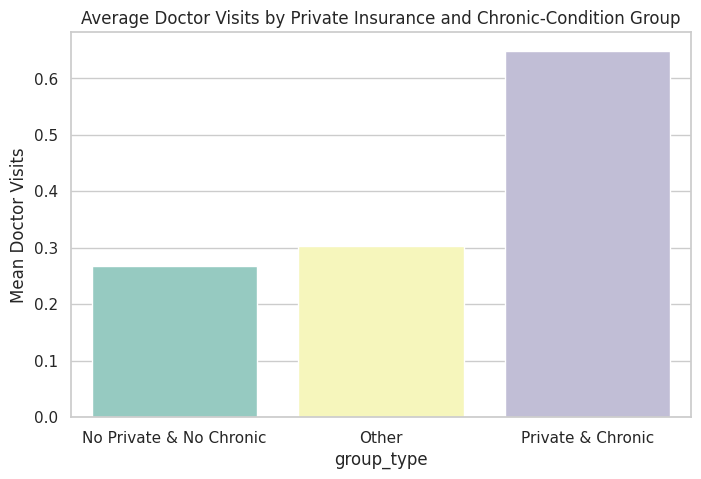 Average Doctor Visits by Private Insurance and Chronic-Condition Group
Mean Doctor Visits
0.6
0.5
0.4
0.3
0.2
0.1
0.0
No Private & No Chronic
Other
Private & Chronic
group_type